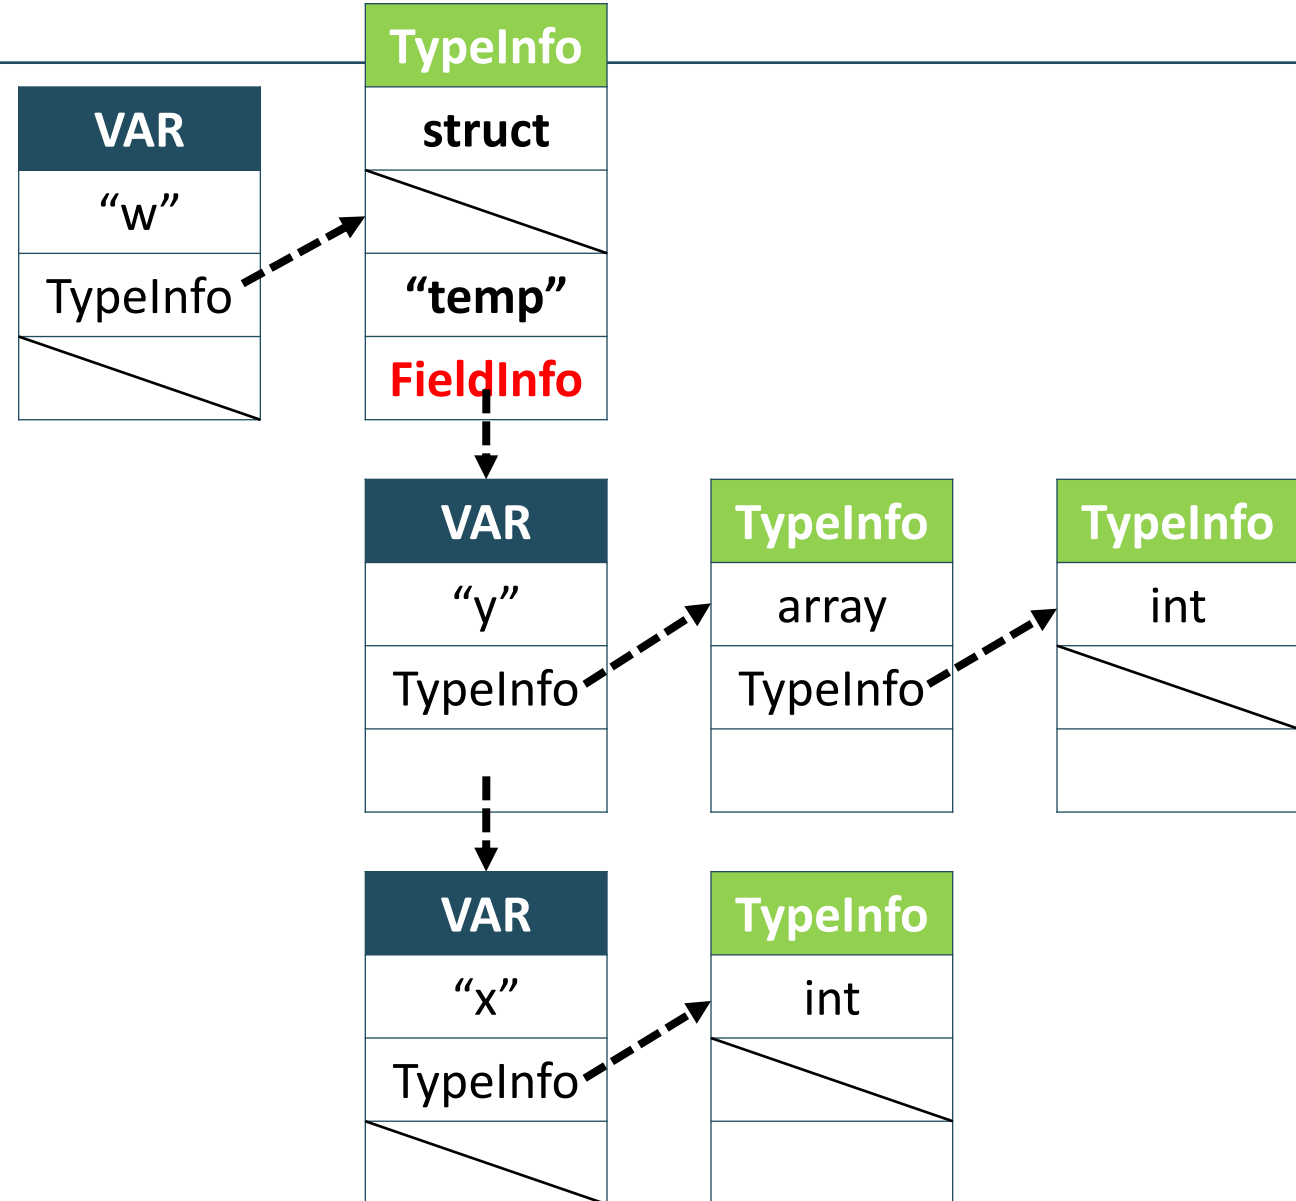 TypeInfo
VAR
struct
“w”
TypeInfo
“temp”
FieldInfo
VAR
TypeInfo
TypeInfo
“y”
array
int
TypeInfo
TypeInfo
VAR
TypeInfo
“x”
int
TypeInfo